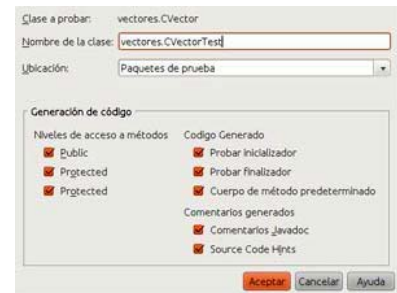 Clase a probar: vectores.CVector
Nombre de la clase: vectores.CVectorTest
Ubicación: Paquetes de prueba
Generación de código
Niveles de acceso a métodos
Public
Protected
Protected
Codigo Generado
Probar inicializador
Probar finalizador
Cuerpo de método predeterminado
Comentarios generados
Comentarios Javadoc
Source Code Hints
Aceptar Cancelar Ayuda